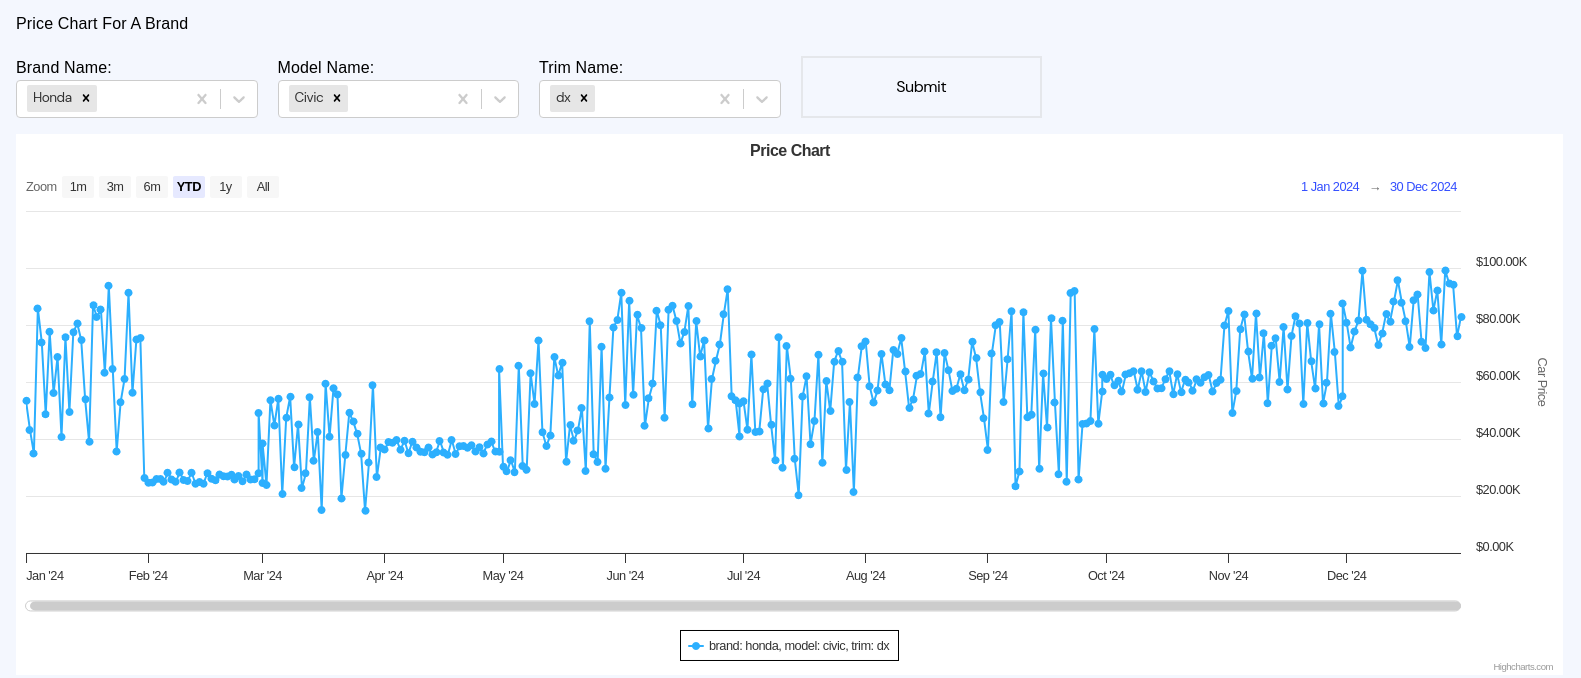 Price Chart For A Brand
Brand Name: Model Name: Trim Name:
Honda Civic dx Submit
Price Chart
Zoom 1m 3m 6m YTD 1y All 1 Jan 2024 → 30 Dec 2024
$100.00K
$80.00K
$60.00K
$40.00K
$20.00K
$0.00K
Car Price
Jan '24 Feb '24 Mar '24 Apr '24 May '24 Jun '24 Jul '24 Aug '24 Sep '24 Oct '24 Nov '24 Dec '24
brand: honda, model: civic, trim: dx
Highcharts.com